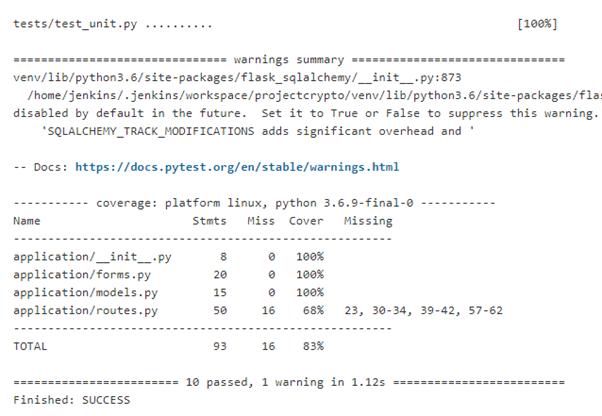 tests/test_unit.py .......... [100%]
============================== warnings summary ===============================
venv/lib/python3.6/site-packages/flask_sqlalchemy/__init__.py:873
/home/jenkins/.jenkins/workspace/projectcrypto/venv/lib/python3.6/site-packages/flas
disabled by default in the future.  Set it to True or False to suppress this warning.
'SQLALCHEMY_TRACK_MODIFICATIONS adds significant overhead and '
-- Docs: https://docs.pytest.org/en/stable/warnings.html
----------- coverage: platform linux, python 3.6.9-final-0 -----------
Name                      Stmts   Miss  Cover   Missing
-------------------------------------------------------
application/__init__.py       8      0   100%
application/forms.py         20      0   100%
application/models.py        15      0   100%
application/routes.py        50     16    68%   23, 30-34, 39-42, 57-62
-------------------------------------------------------
TOTAL                        93     16    83%
======================== 10 passed, 1 warning in 1.12s =========================
Finished: SUCCESS